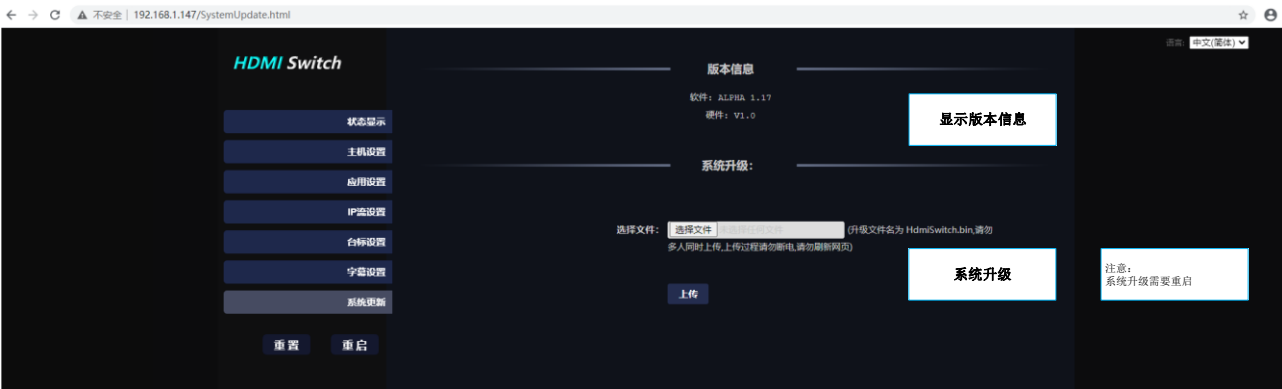 不安全 | 192.168.1.147/SystemUpdate.html
语言: 中文(简体)
HDMI Switch
状态显示
主机设置
应用设置
IP流设置
台标设置
字幕设置
系统更新
重置 重启
版本信息
软件: ALPHA 1.17
硬件: V1.0
显示版本信息
系统升级:
选择文件: 选择文件 未选择任何文件 (升级文件名为 HdmiSwitch.bin,请勿
多人同时上传,上传过程请勿断电,请勿刷新网页)
上传
系统升级
注意:
系统升级需要重启